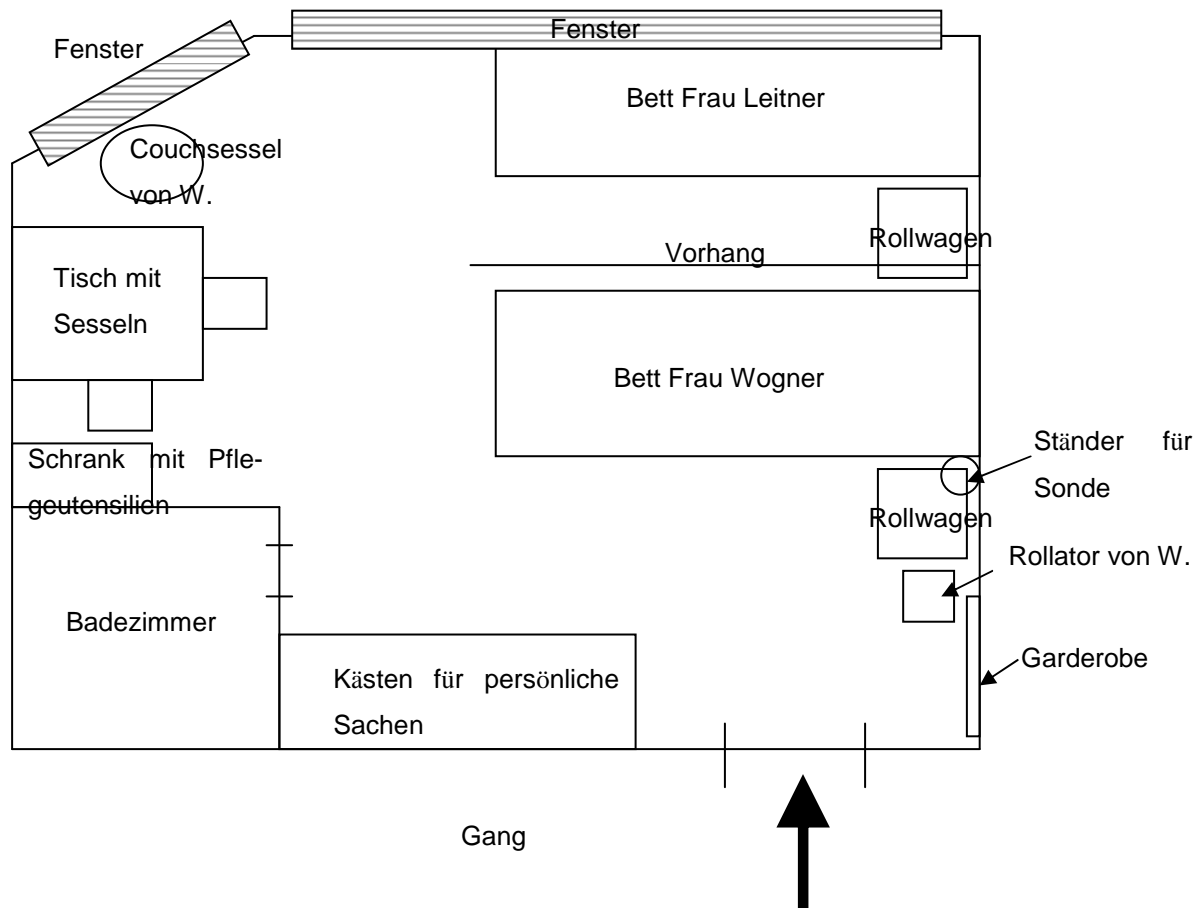 Fenster
Fenster
Bett Frau Leitner
Couchsessel
von W.
Rollwagen
Vorhang
Tisch mit
Sesseln
Bett Frau Wogner
Ständer für
Sonde
Schrank mit Pfle-
geutensilien
Rollwagen
Rollator von W.
Badezimmer
Garderobe
Kästen für persönliche
Sachen
Gang